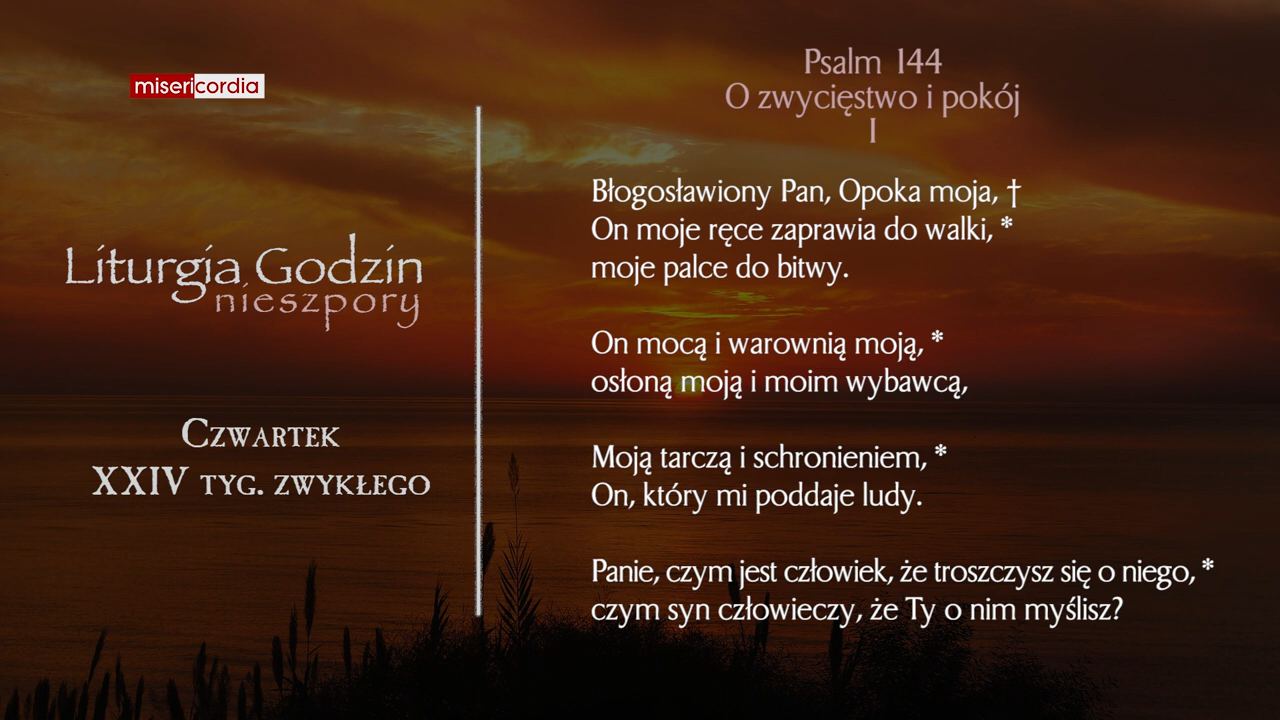 misericordia
Liturgia Godzin
nieszpory
Czwartek
XXIV tyg. zwykłego
Psalm 144
O zwycięstwo i pokój
I
Błogosławiony Pan, Opoka moja, †
On moje ręce zaprawia do walki, *
moje palce do bitwy.
On mocą i warownią moją, *
osłoną moją i moim wybawcą,
Moją tarczą i schronieniem, *
On, który mi poddaje ludy.
Panie, czym jest człowiek, że troszczysz się o niego, *
czym syn człowieczy, że Ty o nim myślisz?